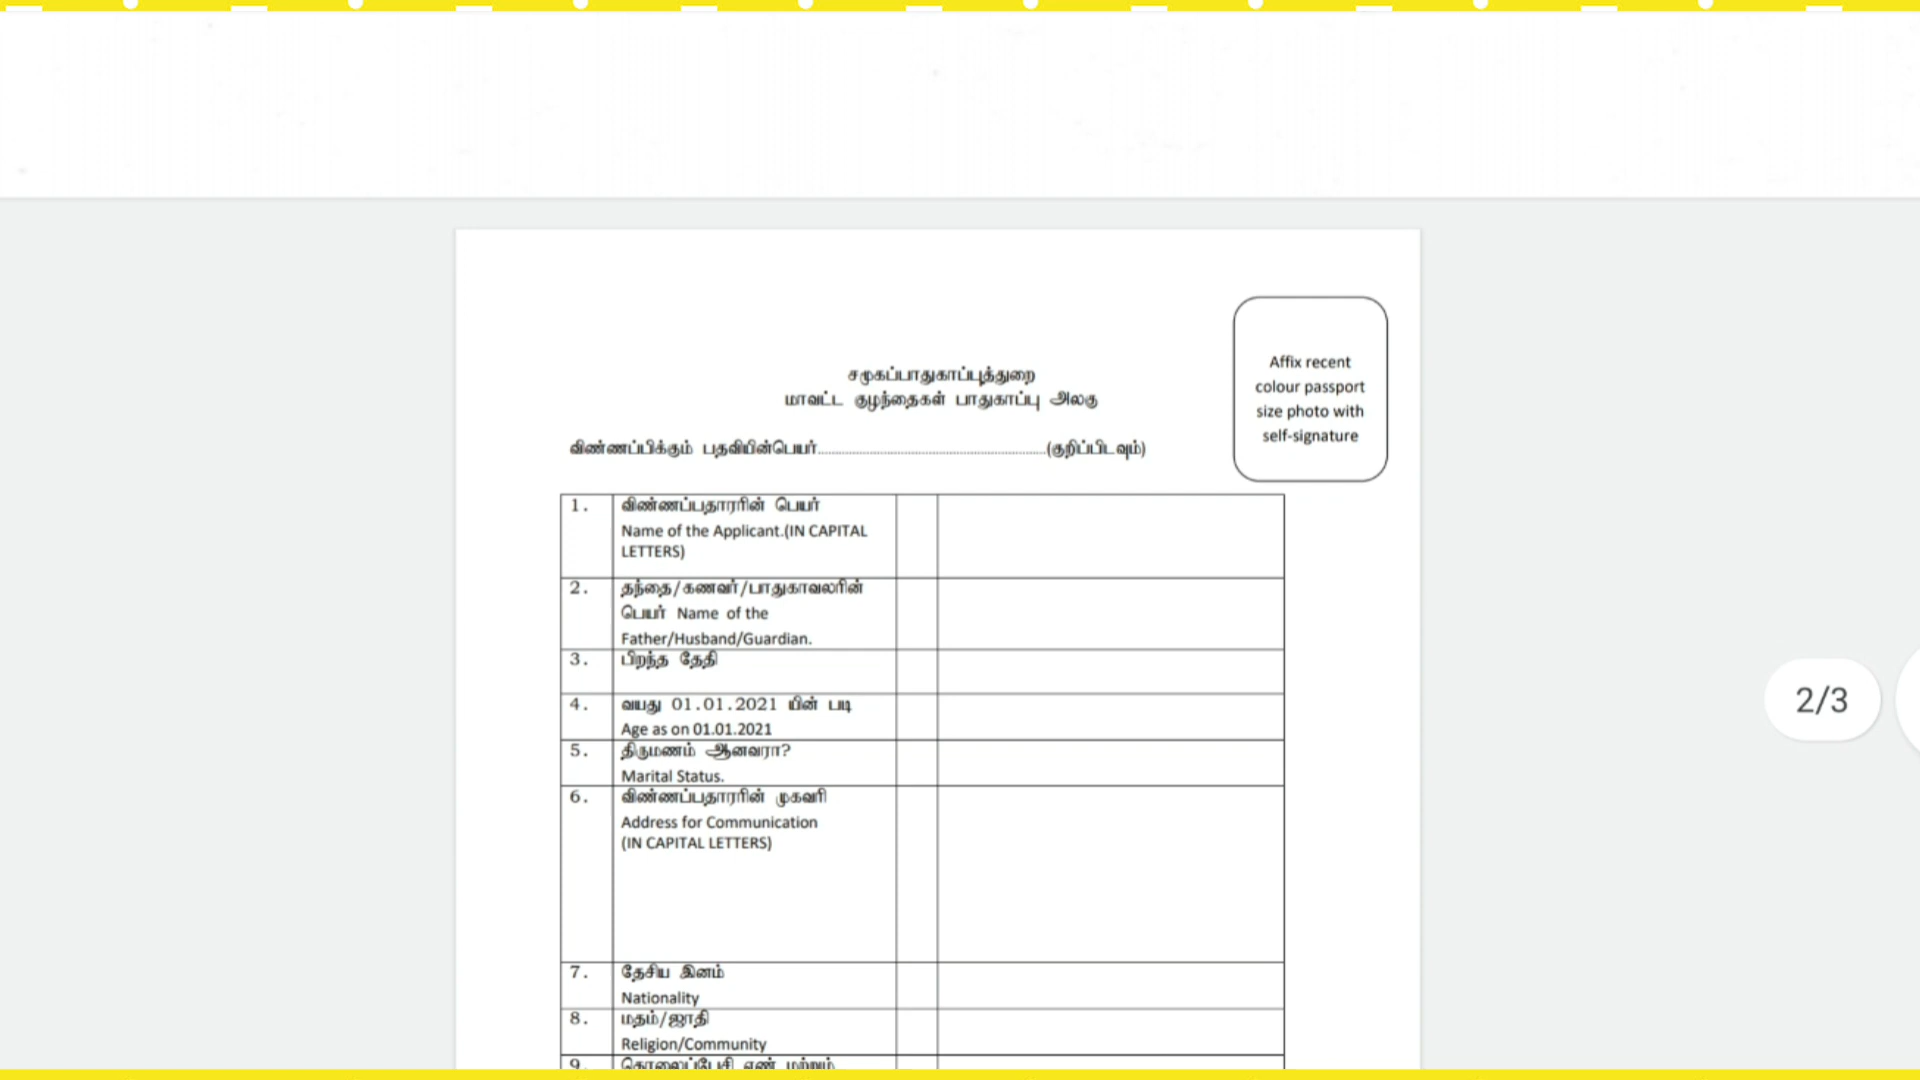 Affix recent
colour passport
size photo with
self-signature
சமூகப்பாதுகாப்புத்துறை
மாவட்ட குழந்தைகள் பாதுகாப்பு அலகு
விண்ணப்பிக்கும் பதவியின்பெயர்......................................................................(குறிப்பிடவும்)
1. விண்ணப்பதாரரின் பெயர்
Name of the Applicant.(IN CAPITAL
LETTERS)
2. தந்தை/கணவர்/பாதுகாவலரின்
பெயர் Name of the
Father/Husband/Guardian.
3. பிறந்த தேதி
4. வயது 01.01.2021 யின் படி
Age as on 01.01.2021
5. திருமணம் ஆனவரா?
Marital Status.
6. விண்ணப்பதாரரின் முகவரி
Address for Communication
(IN CAPITAL LETTERS)
7. தேசிய இனம்
Nationality
8. மதம்/ஜாதி
Religion/Community
9. தொலைப்பேசி எண் மற்றும்
2/3